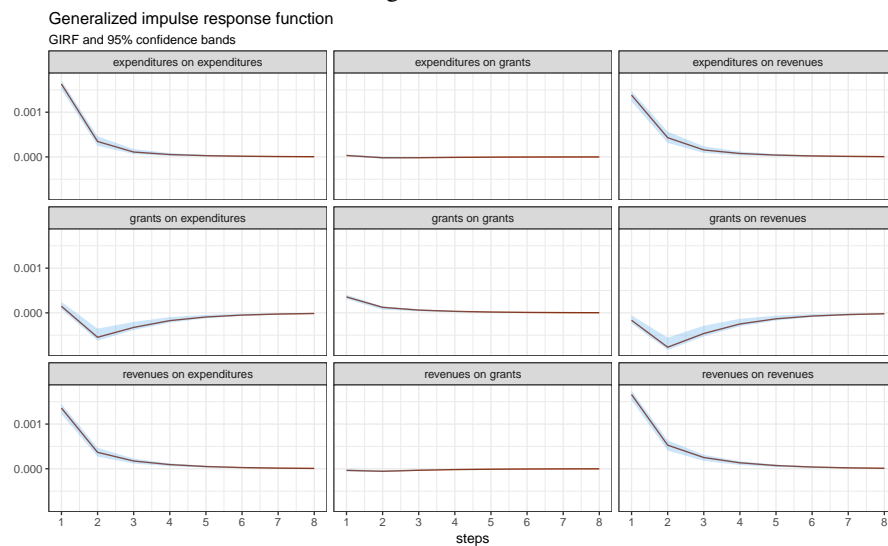 Generalized impulse response function
GIRF and 95% confidence bands
expenditures on expenditures
expenditures on grants
expenditures on revenues
0.001
0.000
grants on expenditures
grants on grants
grants on revenues
0.001
0.000
revenues on expenditures
revenues on grants
revenues on revenues
0.001
0.000
1 2 3 4 5 6 7 8
1 2 3 4 5 6 7 8
1 2 3 4 5 6 7 8
steps